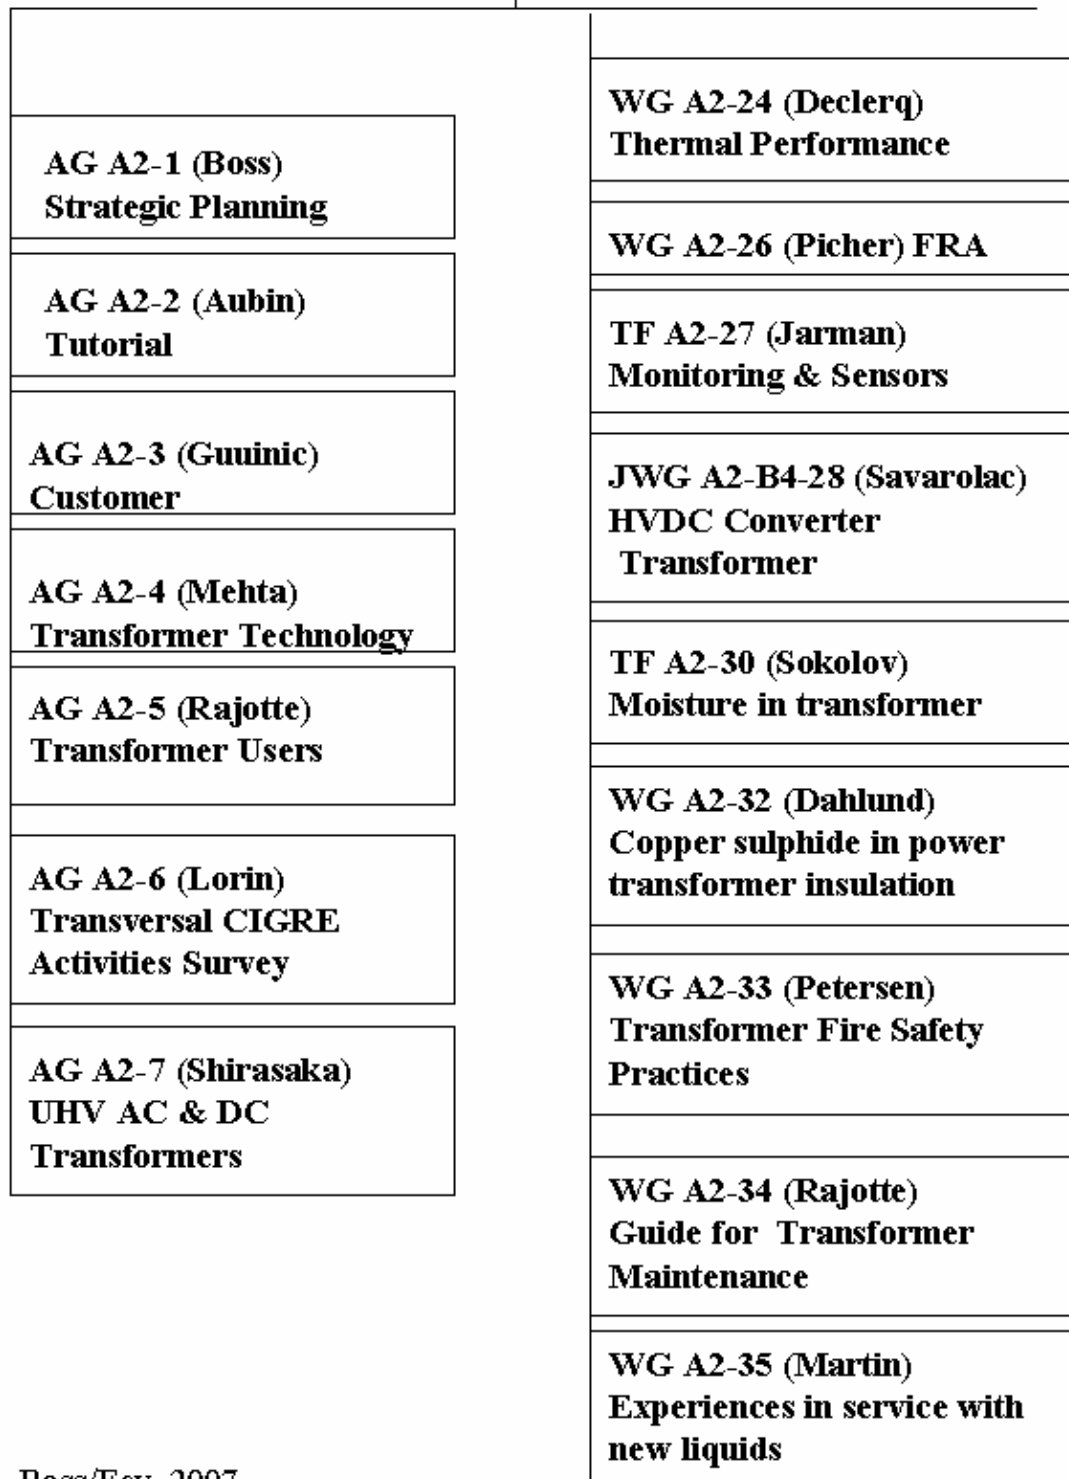 AG A2-1 (Boss)
Strategic Planning
AG A2-2 (Aubin)
Tutorial
AG A2-3 (Guuinic)
Customer
AG A2-4 (Mehta)
Transformer Technology
AG A2-5 (Rajotte)
Transformer Users
AG A2-6 (Lorin)
Transversal CIGRE
Activities Survey
AG A2-7 (Shirasaka)
UHV AC & DC
Transformers
WG A2-24 (Declerq)
Thermal Performance
WG A2-26 (Picher) FRA
TF A2-27 (Jarman)
Monitoring & Sensors
JWG A2-B4-28 (Savarolac)
HVDC Converter
Transformer
TF A2-30 (Sokolov)
Moisture in transformer
WG A2-32 (Dahlund)
Copper sulphide in power
transformer insulation
WG A2-33 (Petersen)
Transformer Fire Safety
Practices
WG A2-34 (Rajotte)
Guide for Transformer
Maintenance
WG A2-35 (Martin)
Experiences in service with
new liquids